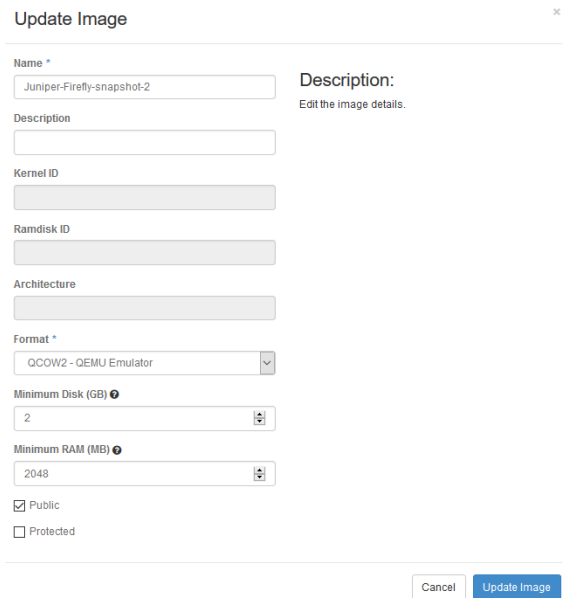 Update Image
×
Name *
Juniper-Firefly-snapshot-2
Description
Kernel ID
Ramdisk ID
Architecture
Format *
QCOW2 - QEMU Emulator
Minimum Disk (GB) ?
2
Minimum RAM (MB) ?
2048
Public
Protected
Description:
Edit the image details.
Cancel Update Image